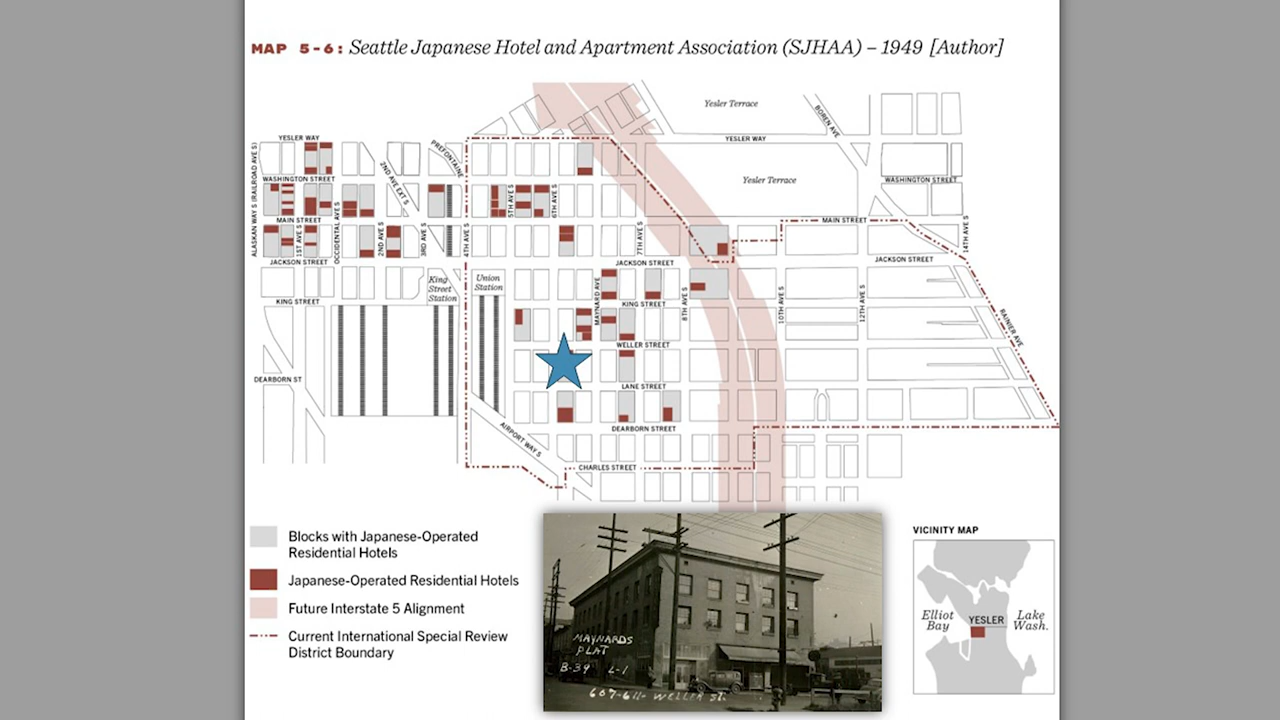 MAP 5-6: Seattle Japanese Hotel and Apartment Association (SJHAA) – 1949 [Author]
Yesler Terrace
BOREN AVE
YESLER WAY
YESLER WAY
PREFONTAINE
2ND AVE EXT S
WASHINGTON STREET
Yesler Terrace
WASHINGTON STREET
ALASKAN WAY S (RAILROAD AVE S)
5TH AVE S
6TH AVE S
MAIN STREET
MAIN STREET
1ST AVE S
OCCIDENTAL AVE S
2ND AVE S
3RD AVE S
4TH AVE S
7TH AVE S
14TH AVE S
JACKSON STREET
JACKSON STREET
JACKSON STREET
King
Street
Station
Union
Station
MAYNARD AVE
8TH AVE S
10TH AVE S
12TH AVE S
KING STREET
KING STREET
RAINIER AVE
WELLER STREET
DEARBORN ST
LANE STREET
AIRPORT WAY S
DEARBORN STREET
CHARLES STREET
Blocks with Japanese-Operated
Residential Hotels
Japanese-Operated Residential Hotels
Future Interstate 5 Alignment
Current International Special Review
District Boundary
MAYNARDS
PLAT
B-39 L-1
607-611- WELLER ST.
VICINITY MAP
Elliot
Bay
YESLER
Lake
Wash.